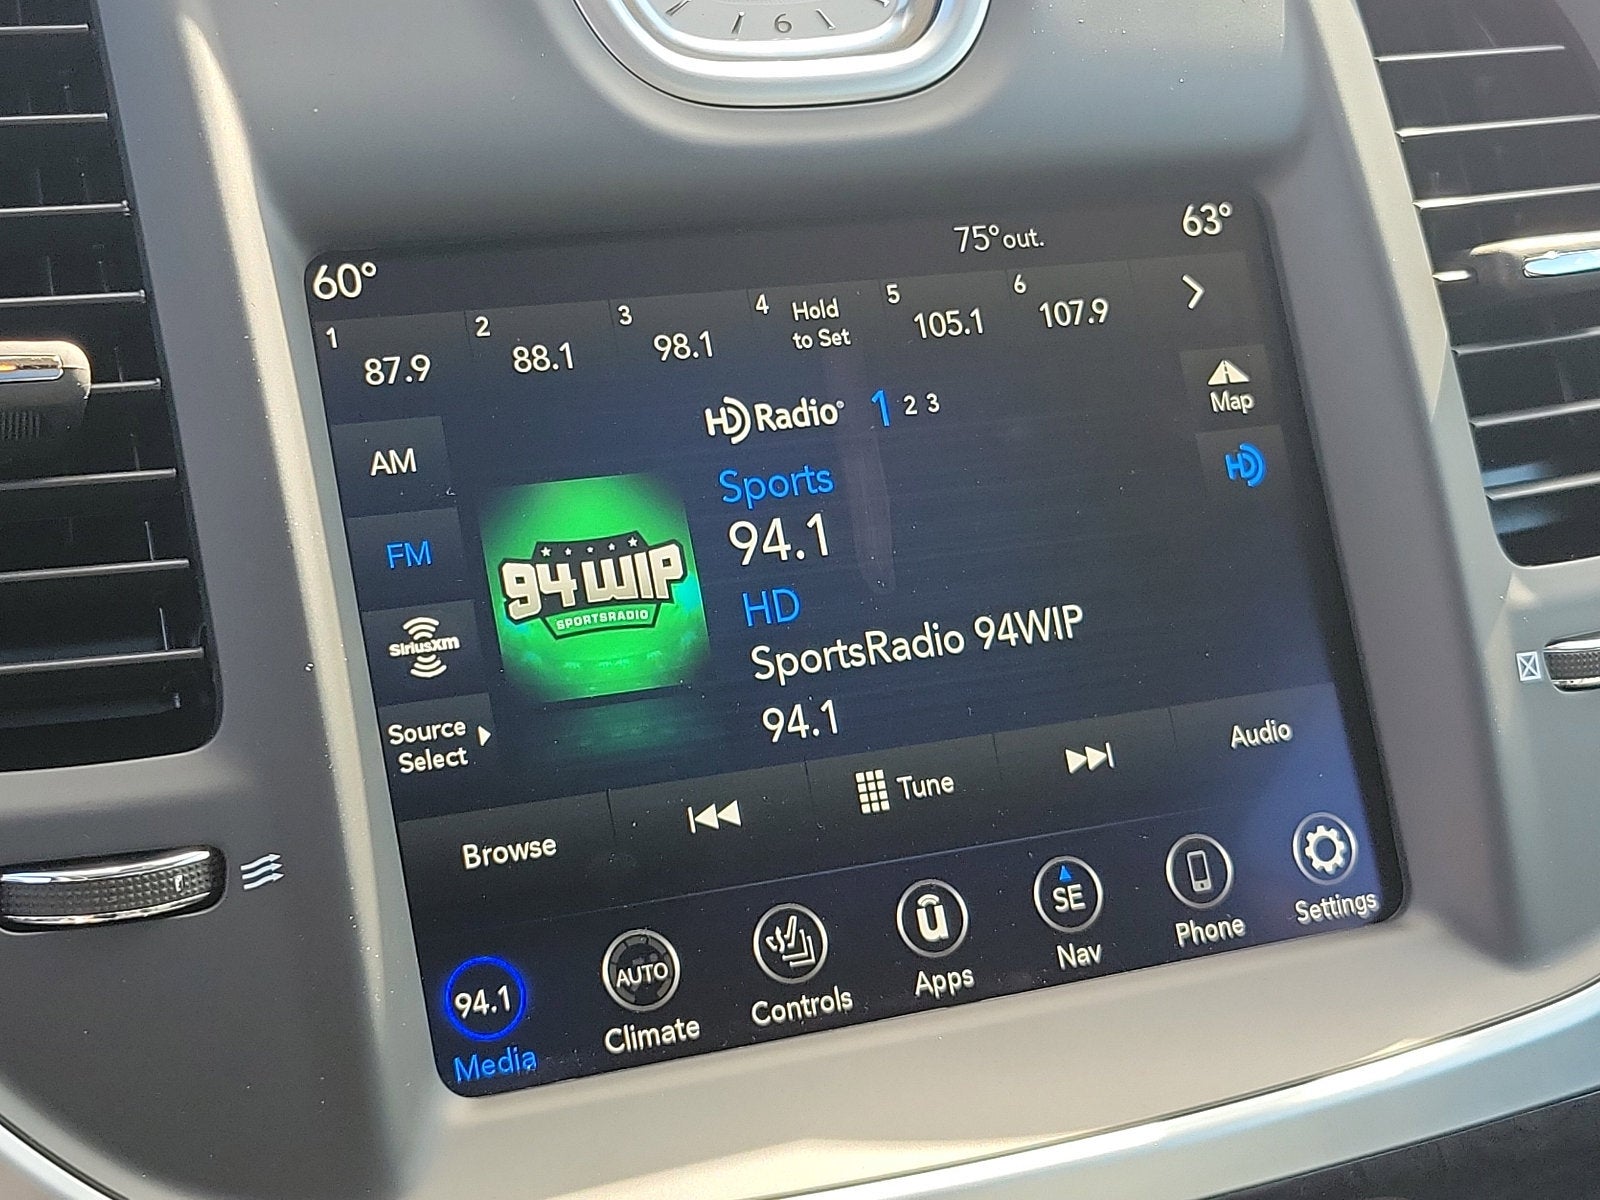 6
60°
75° out.
63°
1 87.9
2 88.1
3 98.1
4 Hold
to Set
5 105.1
6 107.9
HD Radio® 1 2 3
Map
AM
FM
SiriusXM
Source
Select
94WIP
SPORTSRADIO
Sports
94.1
HD
SportsRadio 94WIP
94.1
HD
Browse
Tune
Audio
94.1
Media
AUTO
Climate
Controls
u
Apps
SE
Nav
Phone
Settings